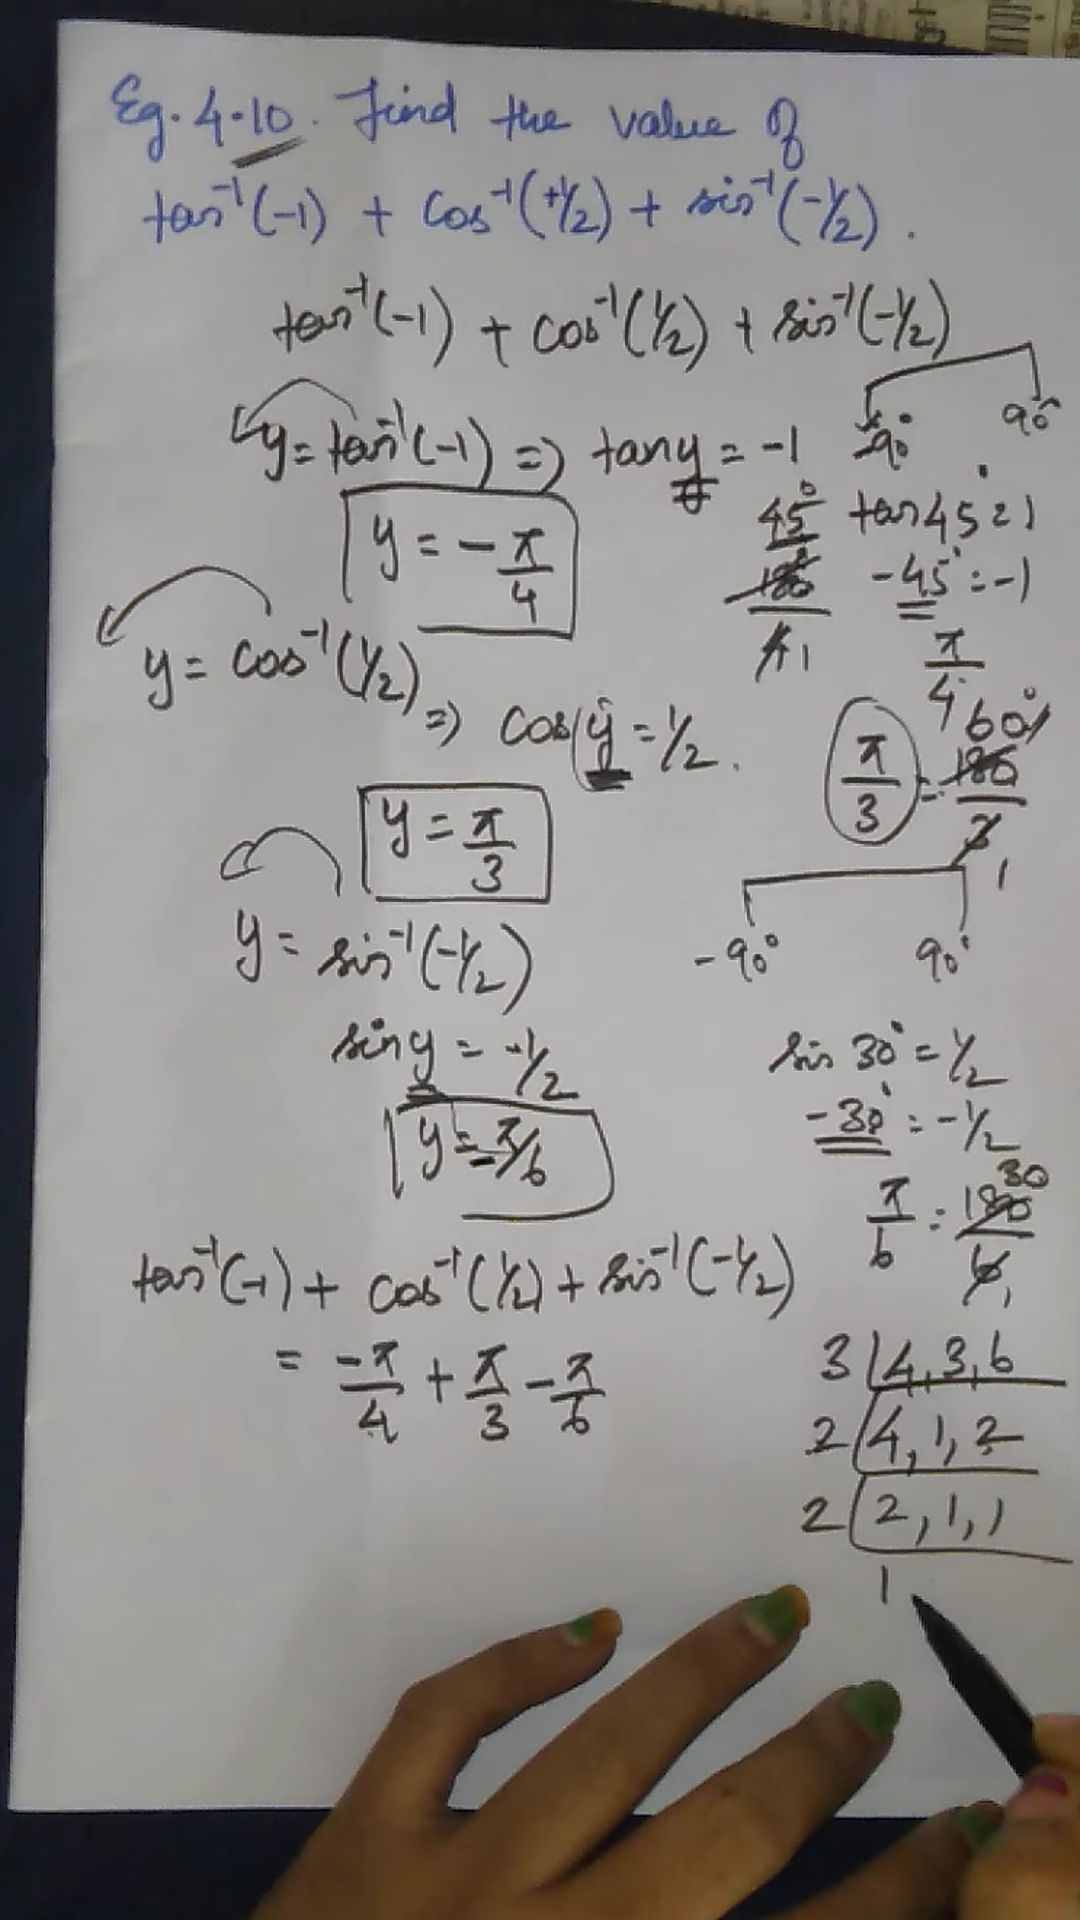 Eg. 4.10. Find the value of
tan⁻¹(-1) + cos⁻¹(+1/2) + sin⁻¹(-1/2).
tan⁻¹(-1) + cos⁻¹(1/2) + sin⁻¹(-1/2)
-90° 90°
y = tan⁻¹(-1) => tan y = -1
45° tan 45° = 1
y = -π/4
180°/4 1 -45° = -1
π/4
y = cos⁻¹(1/2)
=> cos y = 1/2.
π/3 = 180/3 60° 1
y = π/3
-90° 90°
y = sin⁻¹(-1/2)
sin y = -1/2
sin 30° = 1/2
y = -π/6
-30° = -1/2
π/6 = 180/6 30 1
tan⁻¹(-1) + cos⁻¹(1/2) + sin⁻¹(-1/2)
= -π/4 + π/3 - π/6
3 | 4, 3, 6
2 | 4, 1, 2
2 | 2, 1, 1
1